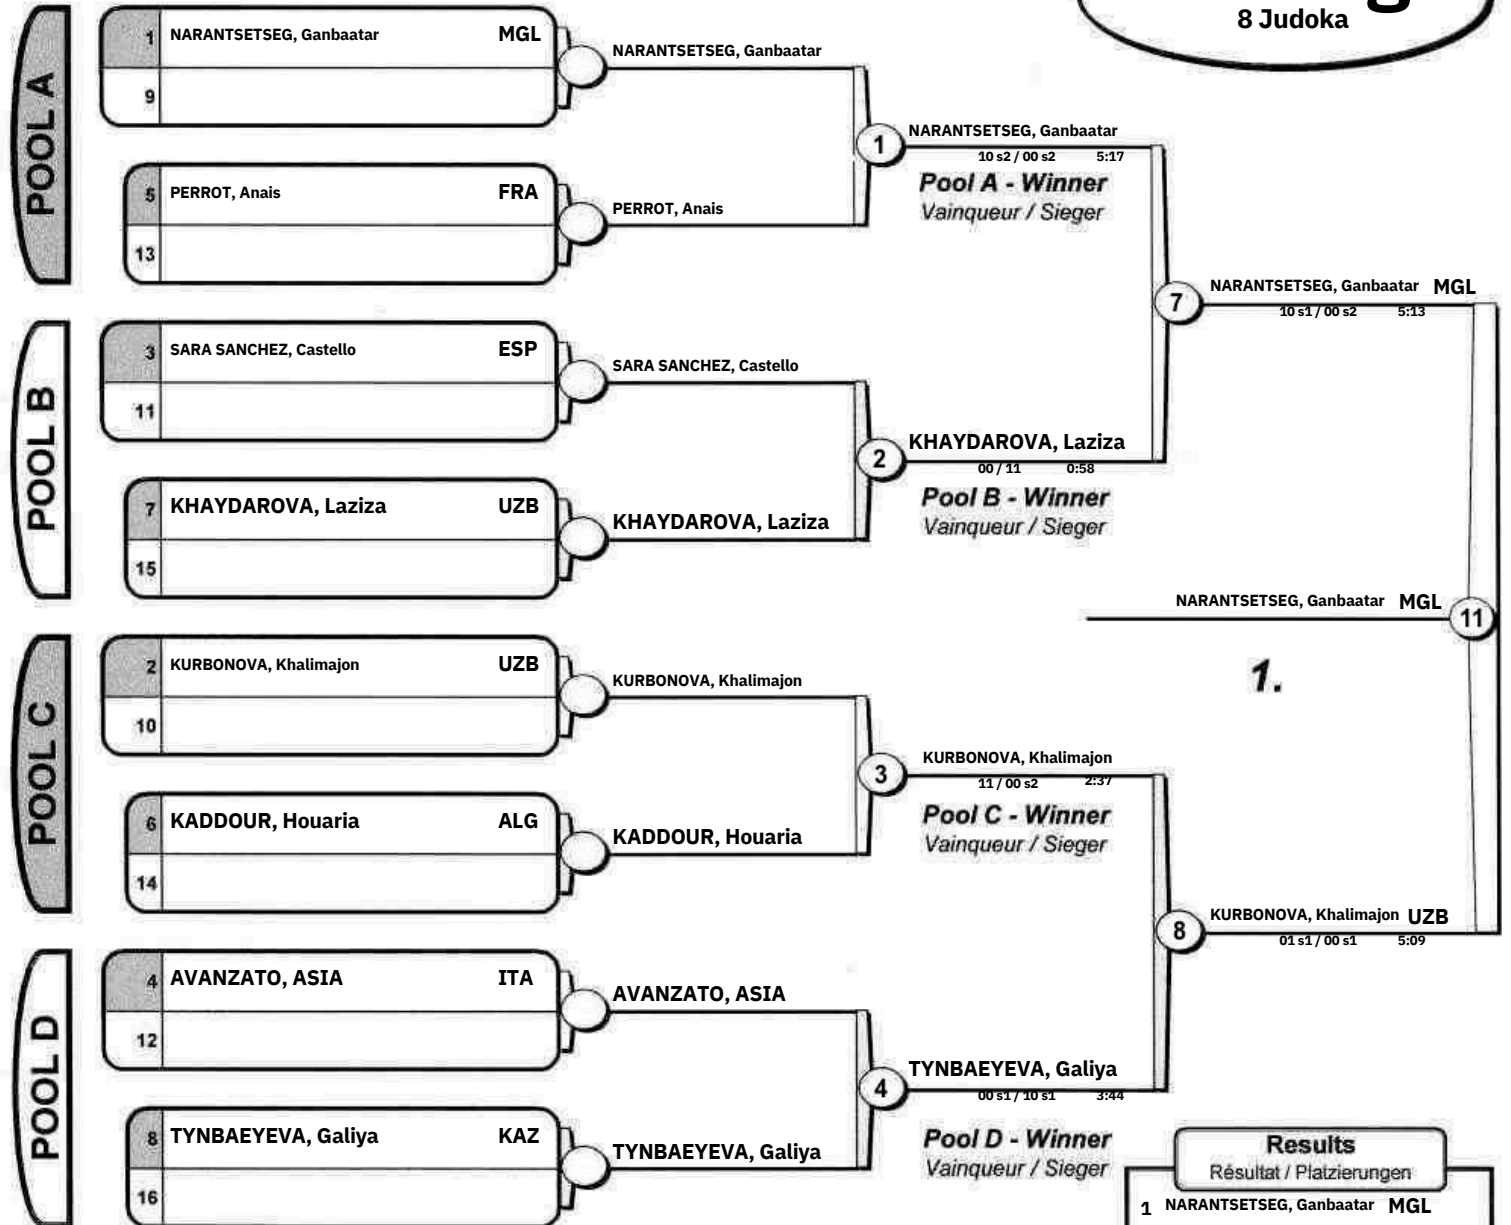 8 Judoka
POOL A
1 NARANTSETSEG, Ganbaatar MGL
9
5 PERROT, Anais FRA
13
NARANTSETSEG, Ganbaatar
PERROT, Anais
1
NARANTSETSEG, Ganbaatar
10 s2 / 00 s2 5:17
Pool A - Winner
Vainqueur / Sieger
POOL B
3 SARA SANCHEZ, Castello ESP
11
7 KHAYDAROVA, Laziza UZB
15
SARA SANCHEZ, Castello
KHAYDAROVA, Laziza
2
KHAYDAROVA, Laziza
00 / 11 0:58
Pool B - Winner
Vainqueur / Sieger
7
NARANTSETSEG, Ganbaatar MGL
10 s1 / 00 s2 5:13
POOL C
2 KURBONOVA, Khalimajon UZB
10
6 KADDOUR, Houaria ALG
14
KURBONOVA, Khalimajon
KADDOUR, Houaria
3
KURBONOVA, Khalimajon
11 / 00 s2 2:37
Pool C - Winner
Vainqueur / Sieger
POOL D
4 AVANZATO, ASIA ITA
12
8 TYNBAEYEVA, Galiya KAZ
16
AVANZATO, ASIA
TYNBAEYEVA, Galiya
4
TYNBAEYEVA, Galiya
00 s1 / 10 s1 3:44
Pool D - Winner
Vainqueur / Sieger
8
KURBONOVA, Khalimajon UZB
01 s1 / 00 s1 5:09
NARANTSETSEG, Ganbaatar MGL
11
1.
Results
Résultat / Platzierungen
1 NARANTSETSEG, Ganbaatar MGL